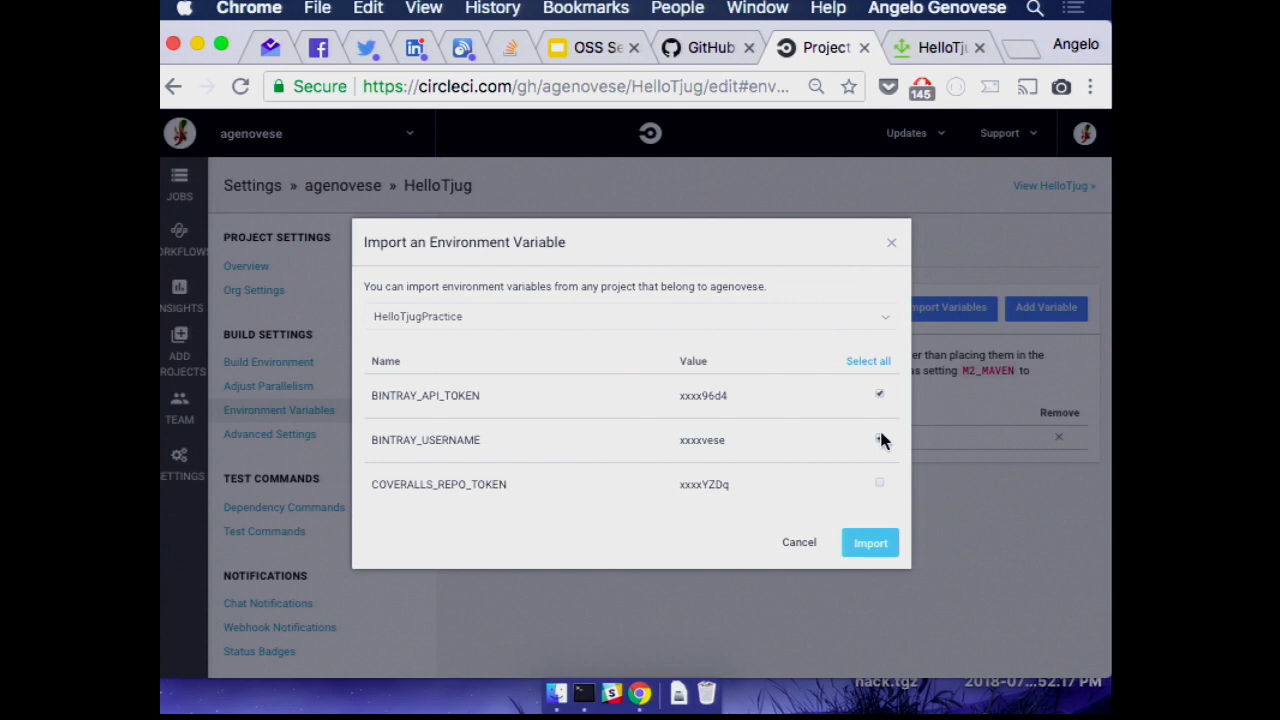 Chrome File Edit View History Bookmarks People Window Help Angelo Genovese
OSS Se GitHub Project HelloTju Angelo
Secure https://circleci.com/gh/agenovese/HelloTjug/edit#env... 145
agenovese Updates Support
JOBS
Settings » agenovese » HelloTjug View HelloTjug »
PROJECT SETTINGS
Import an Environment Variable
ORKFLOWS
Overview
Org Settings
You can import environment variables from any project that belong to agenovese.
INSIGHTS
HelloTjugPractice
mport Variables Add Variable
BUILD SETTINGS
ADD
PROJECTS
Build Environment
Name Value Select all
er than placing them in the
as setting M2_MAVEN to
Adjust Parallelism
BINTRAY_API_TOKEN xxxx96d4
TEAM
Environment Variables
Remove
Advanced Settings
BINTRAY_USERNAME xxxxvese
SETTINGS
TEST COMMANDS
COVERALLS_REPO_TOKEN xxxxYZDq
Dependency Commands
Test Commands
Cancel Import
NOTIFICATIONS
Chat Notifications
Webhook Notifications
Status Badges
hack.tgz 2018-07...52.17 PM